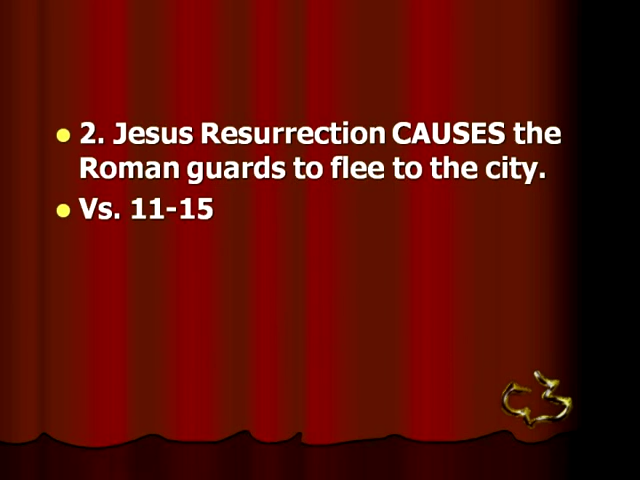 2. Jesus Resurrection CAUSES the
Roman guards to flee to the city.
Vs. 11-15